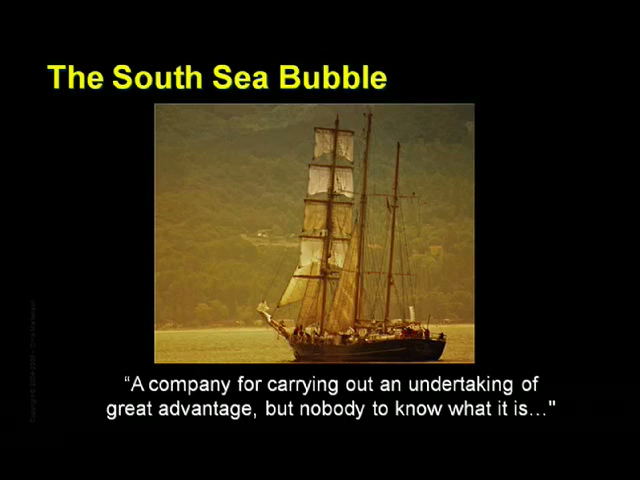 The South Sea Bubble
“A company for carrying out an undertaking of
great advantage, but nobody to know what it is…"